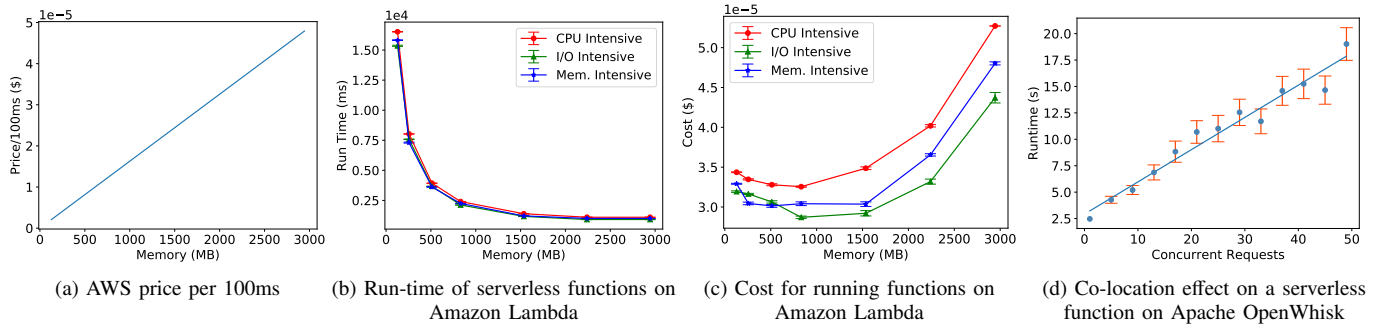 1e−5
5
4
3
2
1
0
Price/100ms ($)
0 500 1000 1500 2000 2500 3000
Memory (MB)
(a) AWS price per 100ms
1e4
1.50
1.25
1.00
0.75
0.50
0.25
Run Time (ms)
CPU Intensive
I/O Intensive
Mem. Intensive
0 500 1000 1500 2000 2500 3000
Memory (MB)
(b) Run-time of serverless functions on
Amazon Lambda
1e−5
5.0
4.5
4.0
3.5
3.0
Cost ($)
CPU Intensive
I/O Intensive
Mem. Intensive
0 500 1000 1500 2000 2500 3000
Memory (MB)
(c) Cost for running functions on
Amazon Lambda
20.0
17.5
15.0
12.5
10.0
7.5
5.0
2.5
Runtime (s)
0 10 20 30 40 50
Concurrent Requests
(d) Co-location effect on a serverless
function on Apache OpenWhisk